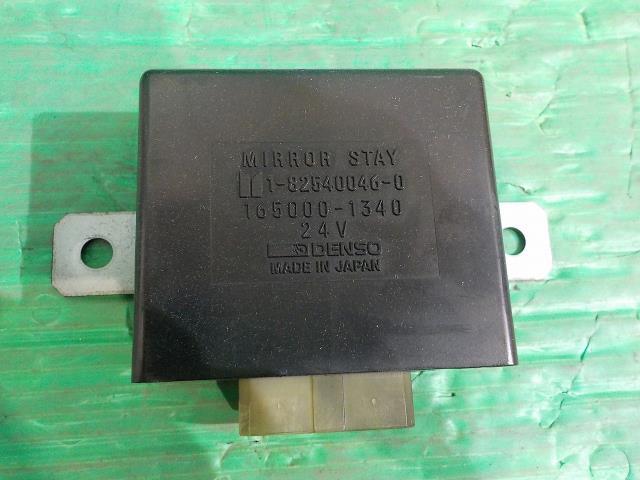 MIRROR STAY
1-82540046-0
165000-1340
24V
DENSO
MADE IN JAPAN